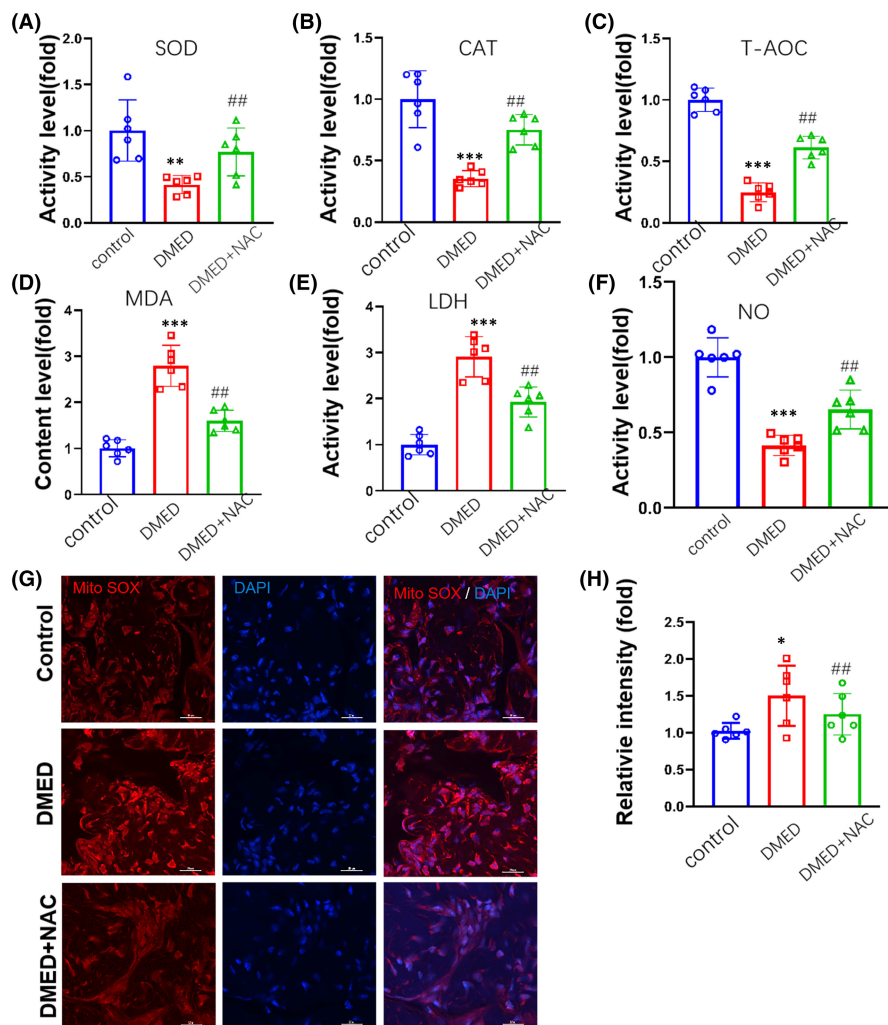 (A)
SOD
Activity level(fold)
2.0
1.5
1.0
0.5
0.0
**
##
control
DMED
DMED+NAC
(B)
CAT
Activity level(fold)
1.5
1.0
0.5
0.0
***
##
control
DMED
DMED+NAC
(C)
T-AOC
Activity level(fold)
1.5
1.0
0.5
0.0
***
##
control
DMED
DMED+NAC
(D)
MDA
Content level(fold)
4
3
2
1
0
***
##
control
DMED
DMED+NAC
(E)
LDH
Activity level(fold)
4
3
2
1
0
***
##
control
DMED
DMED+NAC
(F)
NO
Activity level(fold)
1.5
1.0
0.5
0.0
***
##
control
DMED
DMED+NAC
(G)
Mito SOX
DAPI
Mito SOX / DAPI
Control
DMED
DMED+NAC
(H)
Relativie intensity (fold)
2.5
2.0
1.5
1.0
0.5
0.0
*
##
control
DMED
DMED+NAC